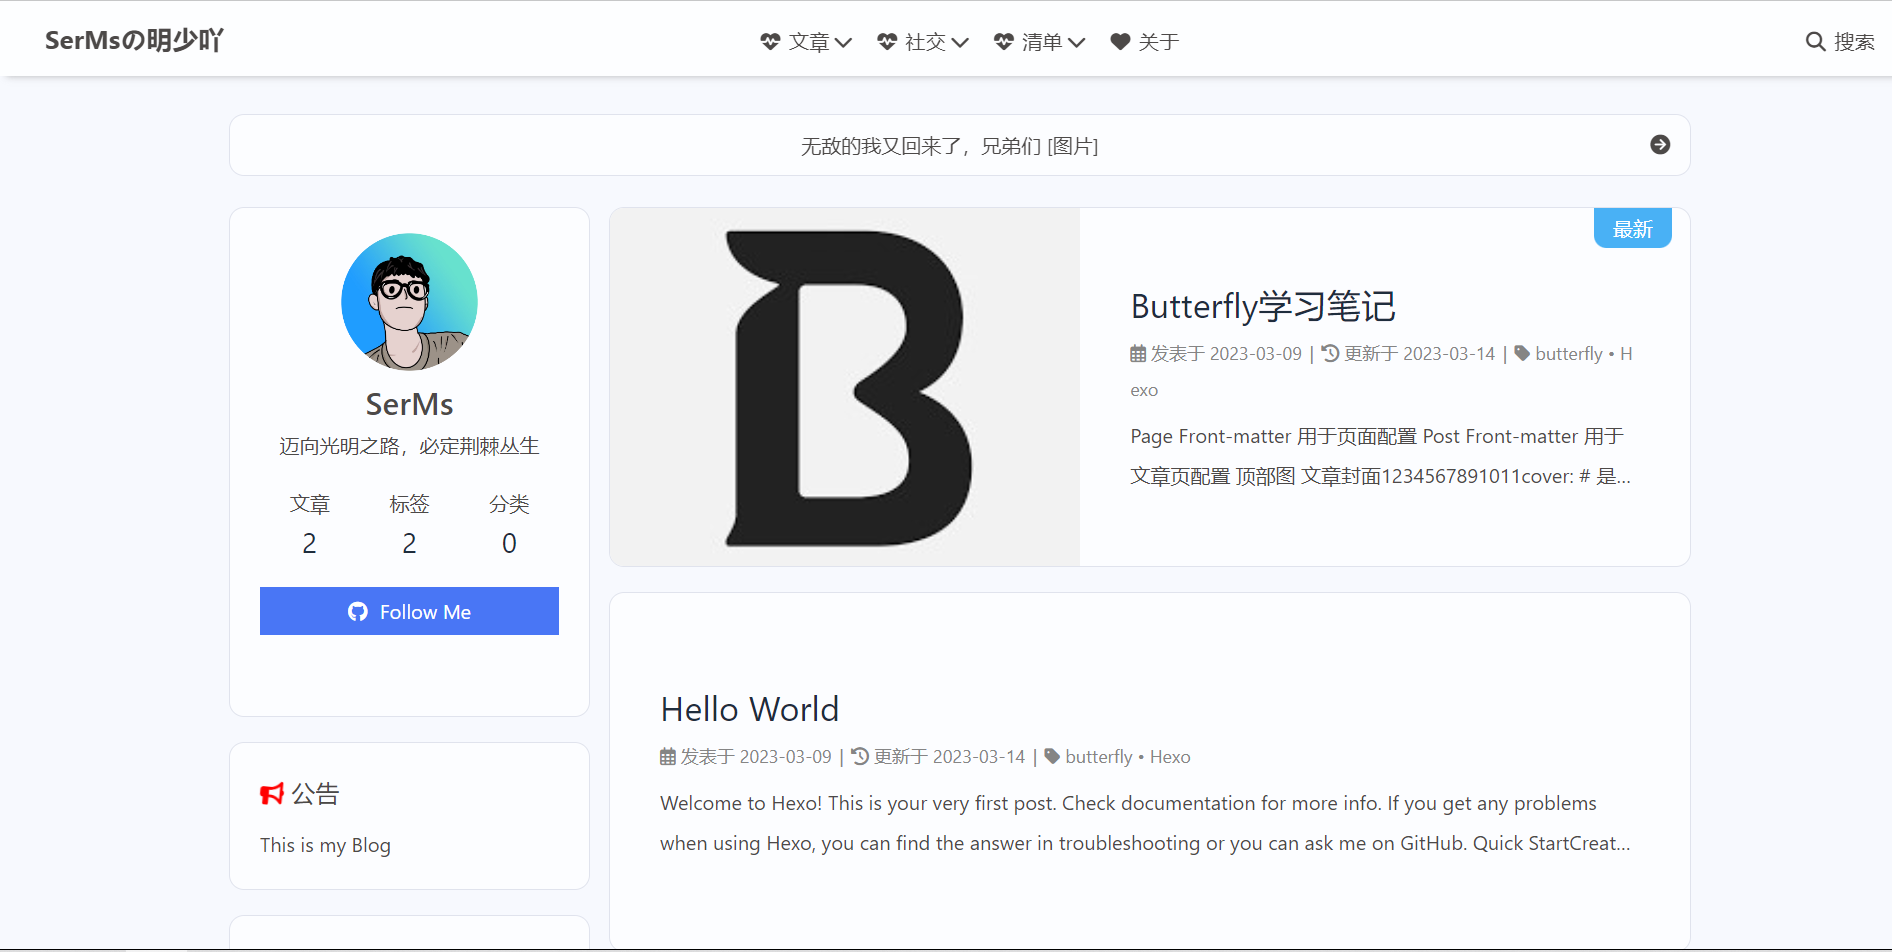 SerMsの明少吖
文章
社交
清单
关于
搜索
无敌的我又回来了，兄弟们 [图片]
SerMs
迈向光明之路，必定荆棘丛生
文章
标签
分类
2
2
0
Follow Me
公告
This is my Blog
B
最新
Butterfly学习笔记
发表于 2023-03-09 | 更新于 2023-03-14 | butterfly • H
exo
Page Front-matter 用于页面配置 Post Front-matter 用于
文章页配置 顶部图 文章封面1234567891011cover: # 是...
Hello World
发表于 2023-03-09 | 更新于 2023-03-14 | butterfly • Hexo
Welcome to Hexo! This is your very first post. Check documentation for more info. If you get any problems
when using Hexo, you can find the answer in troubleshooting or you can ask me on GitHub. Quick StartCreat...